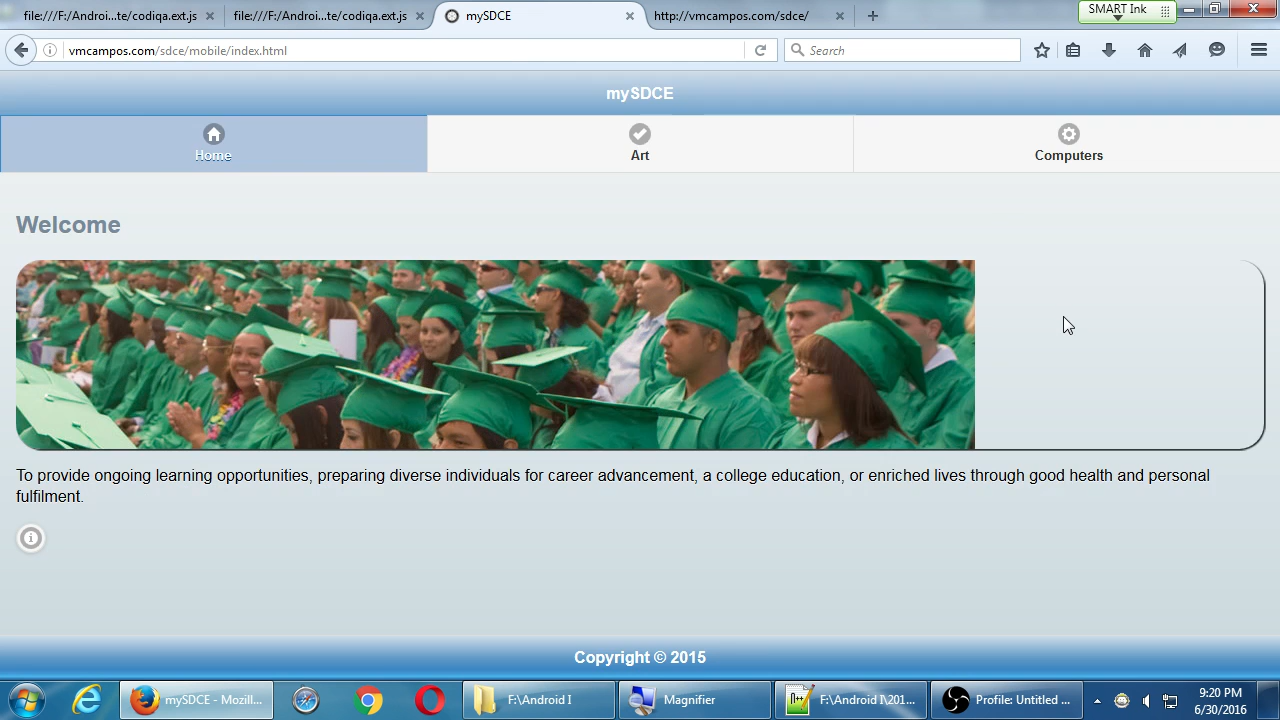 file:///F:/Androi...te/codiqa.ext.js
file:///F:/Androi...te/codiqa.ext.js
mySDCE
http://vmcampos.com/sdce/
SMART Ink
vmcampos.com/sdce/mobile/index.html
Search
mySDCE
Home
Art
Computers
Welcome
To provide ongoing learning opportunities, preparing diverse individuals for career advancement, a college education, or enriched lives through good health and personal
fulfilment.
Copyright © 2015
mySDCE - Mozill...
F:\Android I
Magnifier
F:\Android I\201...
Profile: Untitled ...
9:20 PM
6/30/2016